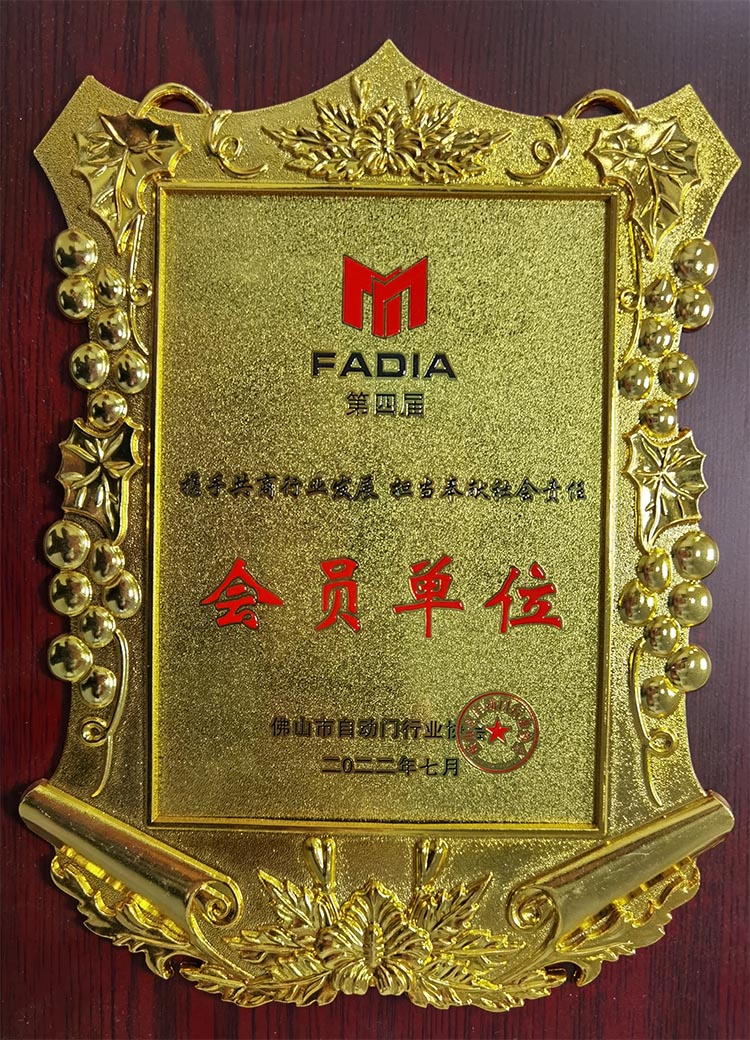 FADIA
第四届
携手共商行业发展 担当奉献社会责任
会员单位
佛山市自动门行业协会
二〇二二年七月